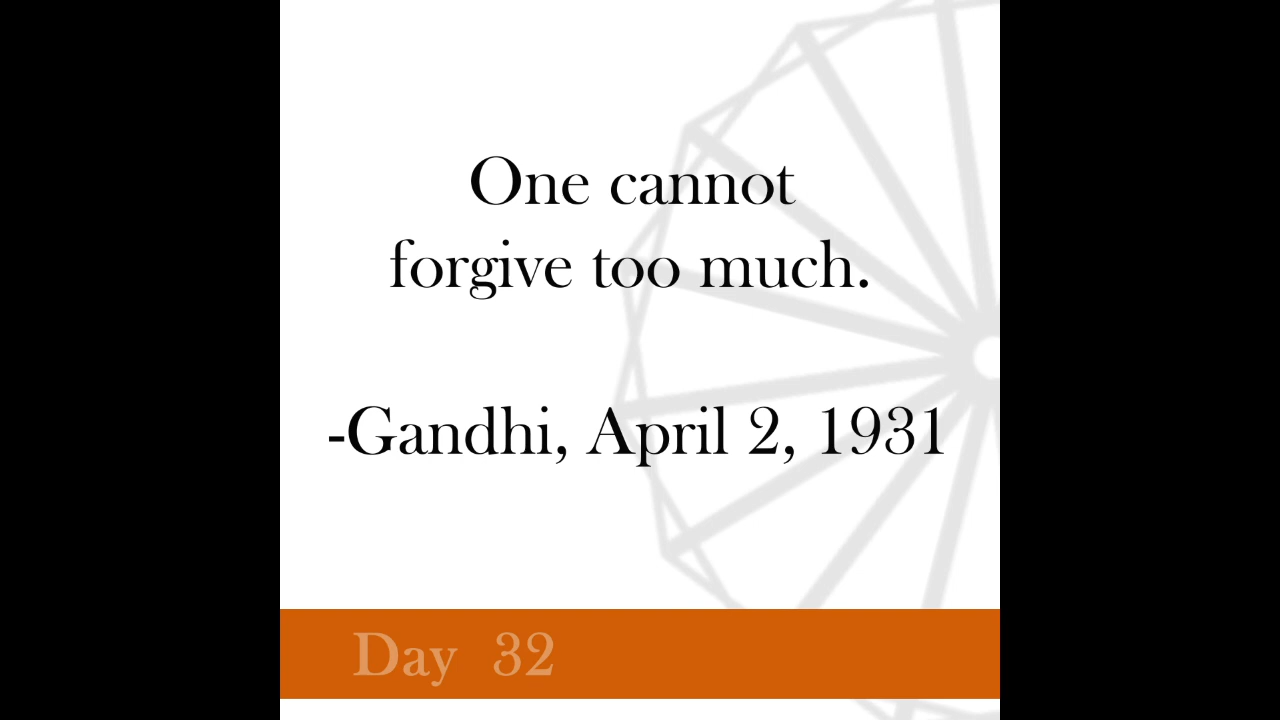 One cannot
forgive too much.
-Gandhi, April 2, 1931
Day 32